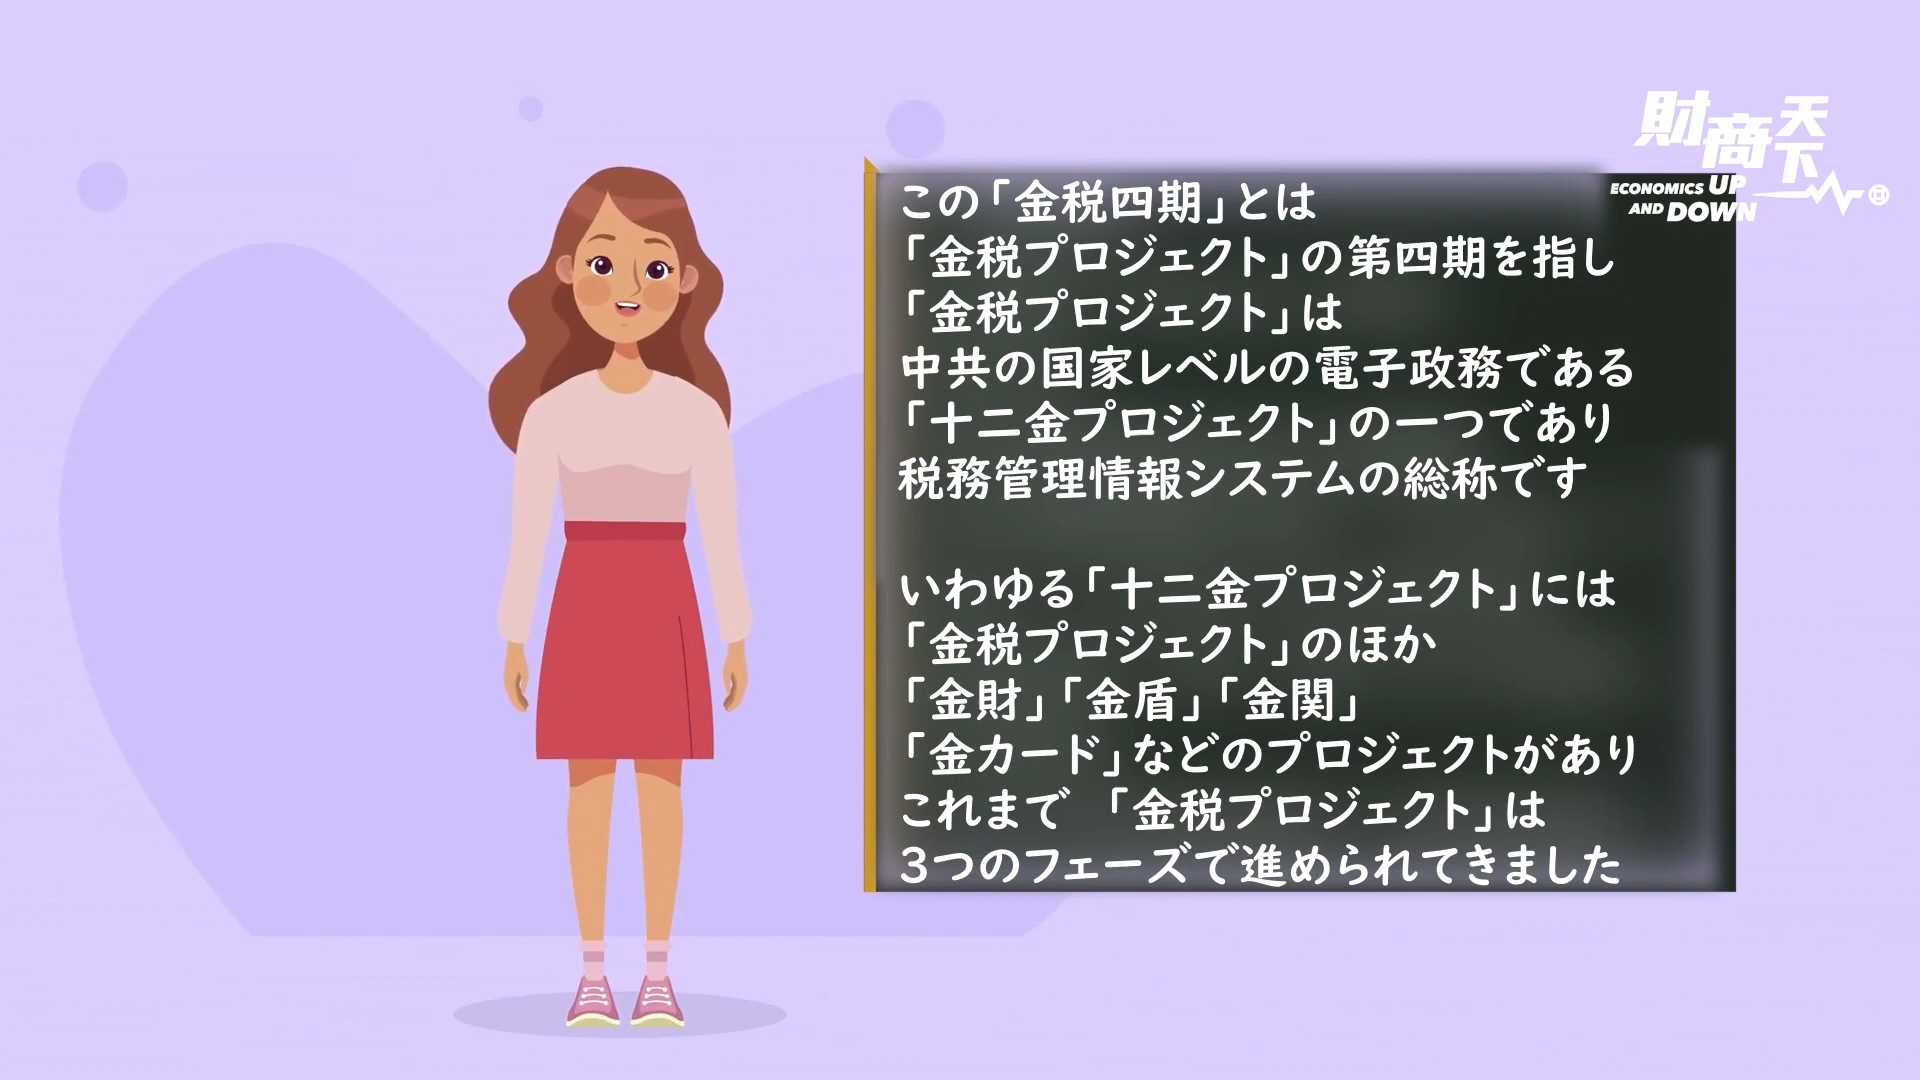 財商天下
ECONOMICS UP
AND DOWN
この「金税四期」とは
「金税プロジェクト」の第四期を指し
「金税プロジェクト」は
中共の国家レベルの電子政務である
「十二金プロジェクト」の一つであり
税務管理情報システムの総称です
いわゆる「十二金プロジェクト」には
「金税プロジェクト」のほか
「金財」「金盾」「金関」
「金カード」などのプロジェクトがあり
これまで 「金税プロジェクト」は
３つのフェーズで進められてきました